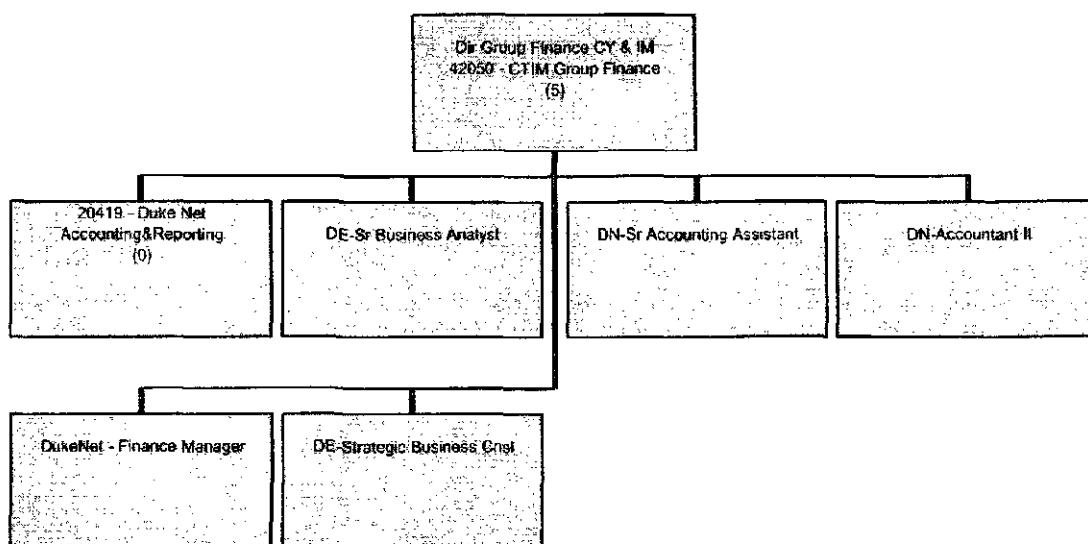 Dir Group Finance CY & IM
42050 - CTIM Group Finance
(5)
20419 - Duke Net
Accounting&Reporting
(0)
DE-Sr Business Analyst
DN-Sr Accounting Assistant
DN-Accountant II
DukeNet - Finance Manager
DE-Strategic Business Cnsl